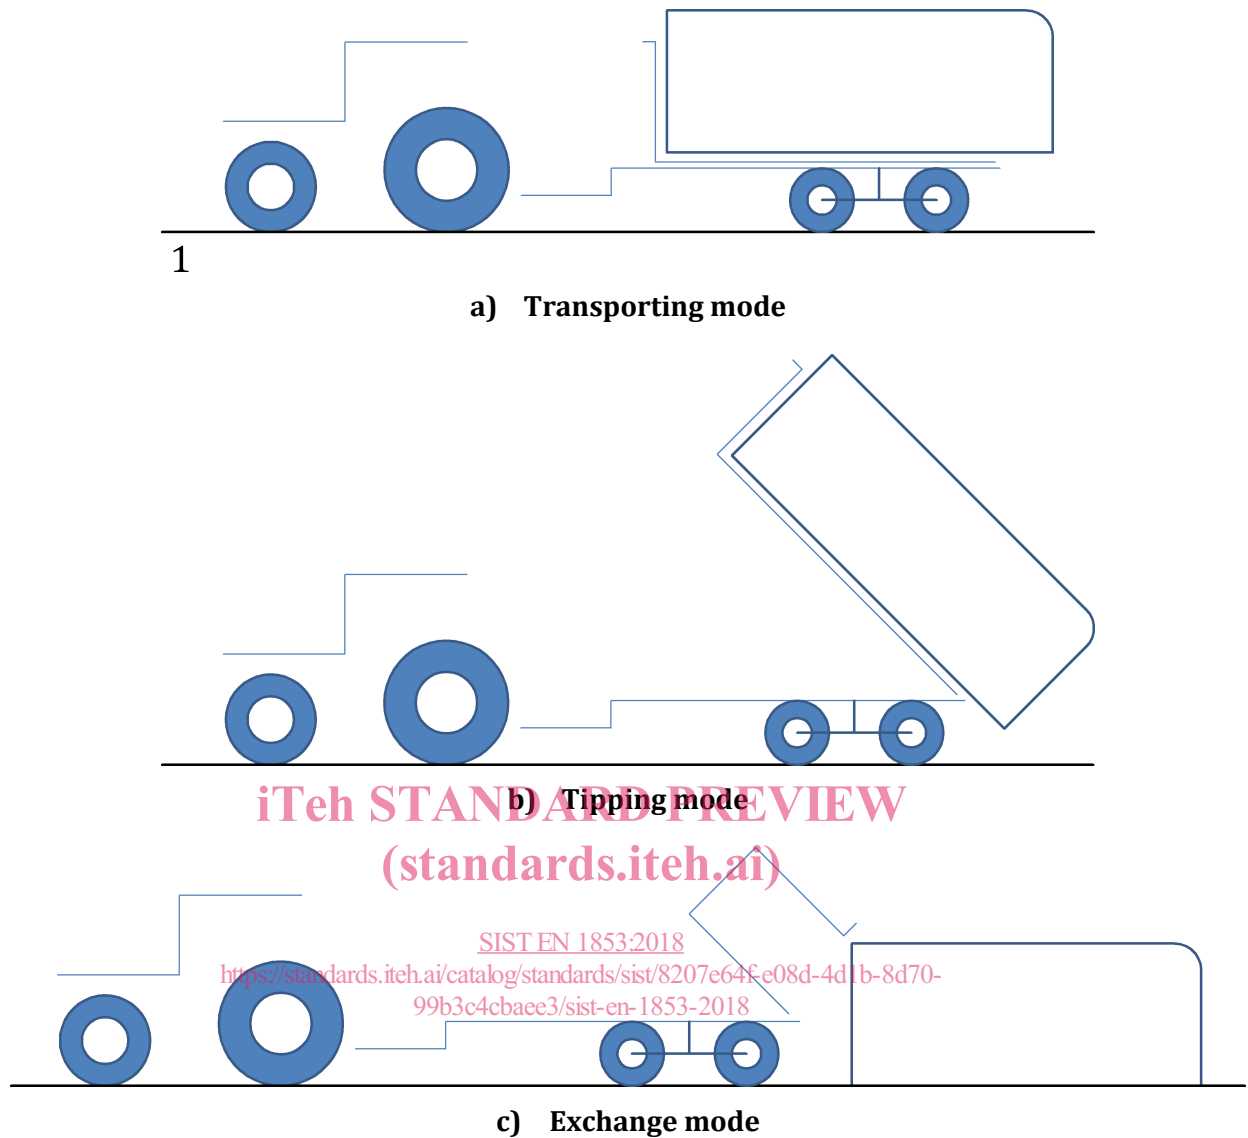 1
a) Transporting mode
b) Tipping mode
iTeh STANDARD PREVIEW
(standards.iteh.ai)
SIST EN 1853:2018
https://standards.iteh.ai/catalog/standards/sist/8207e64f-e08d-4d1b-8d70-
99b3c4cbaee3/sist-en-1853-2018
c) Exchange mode